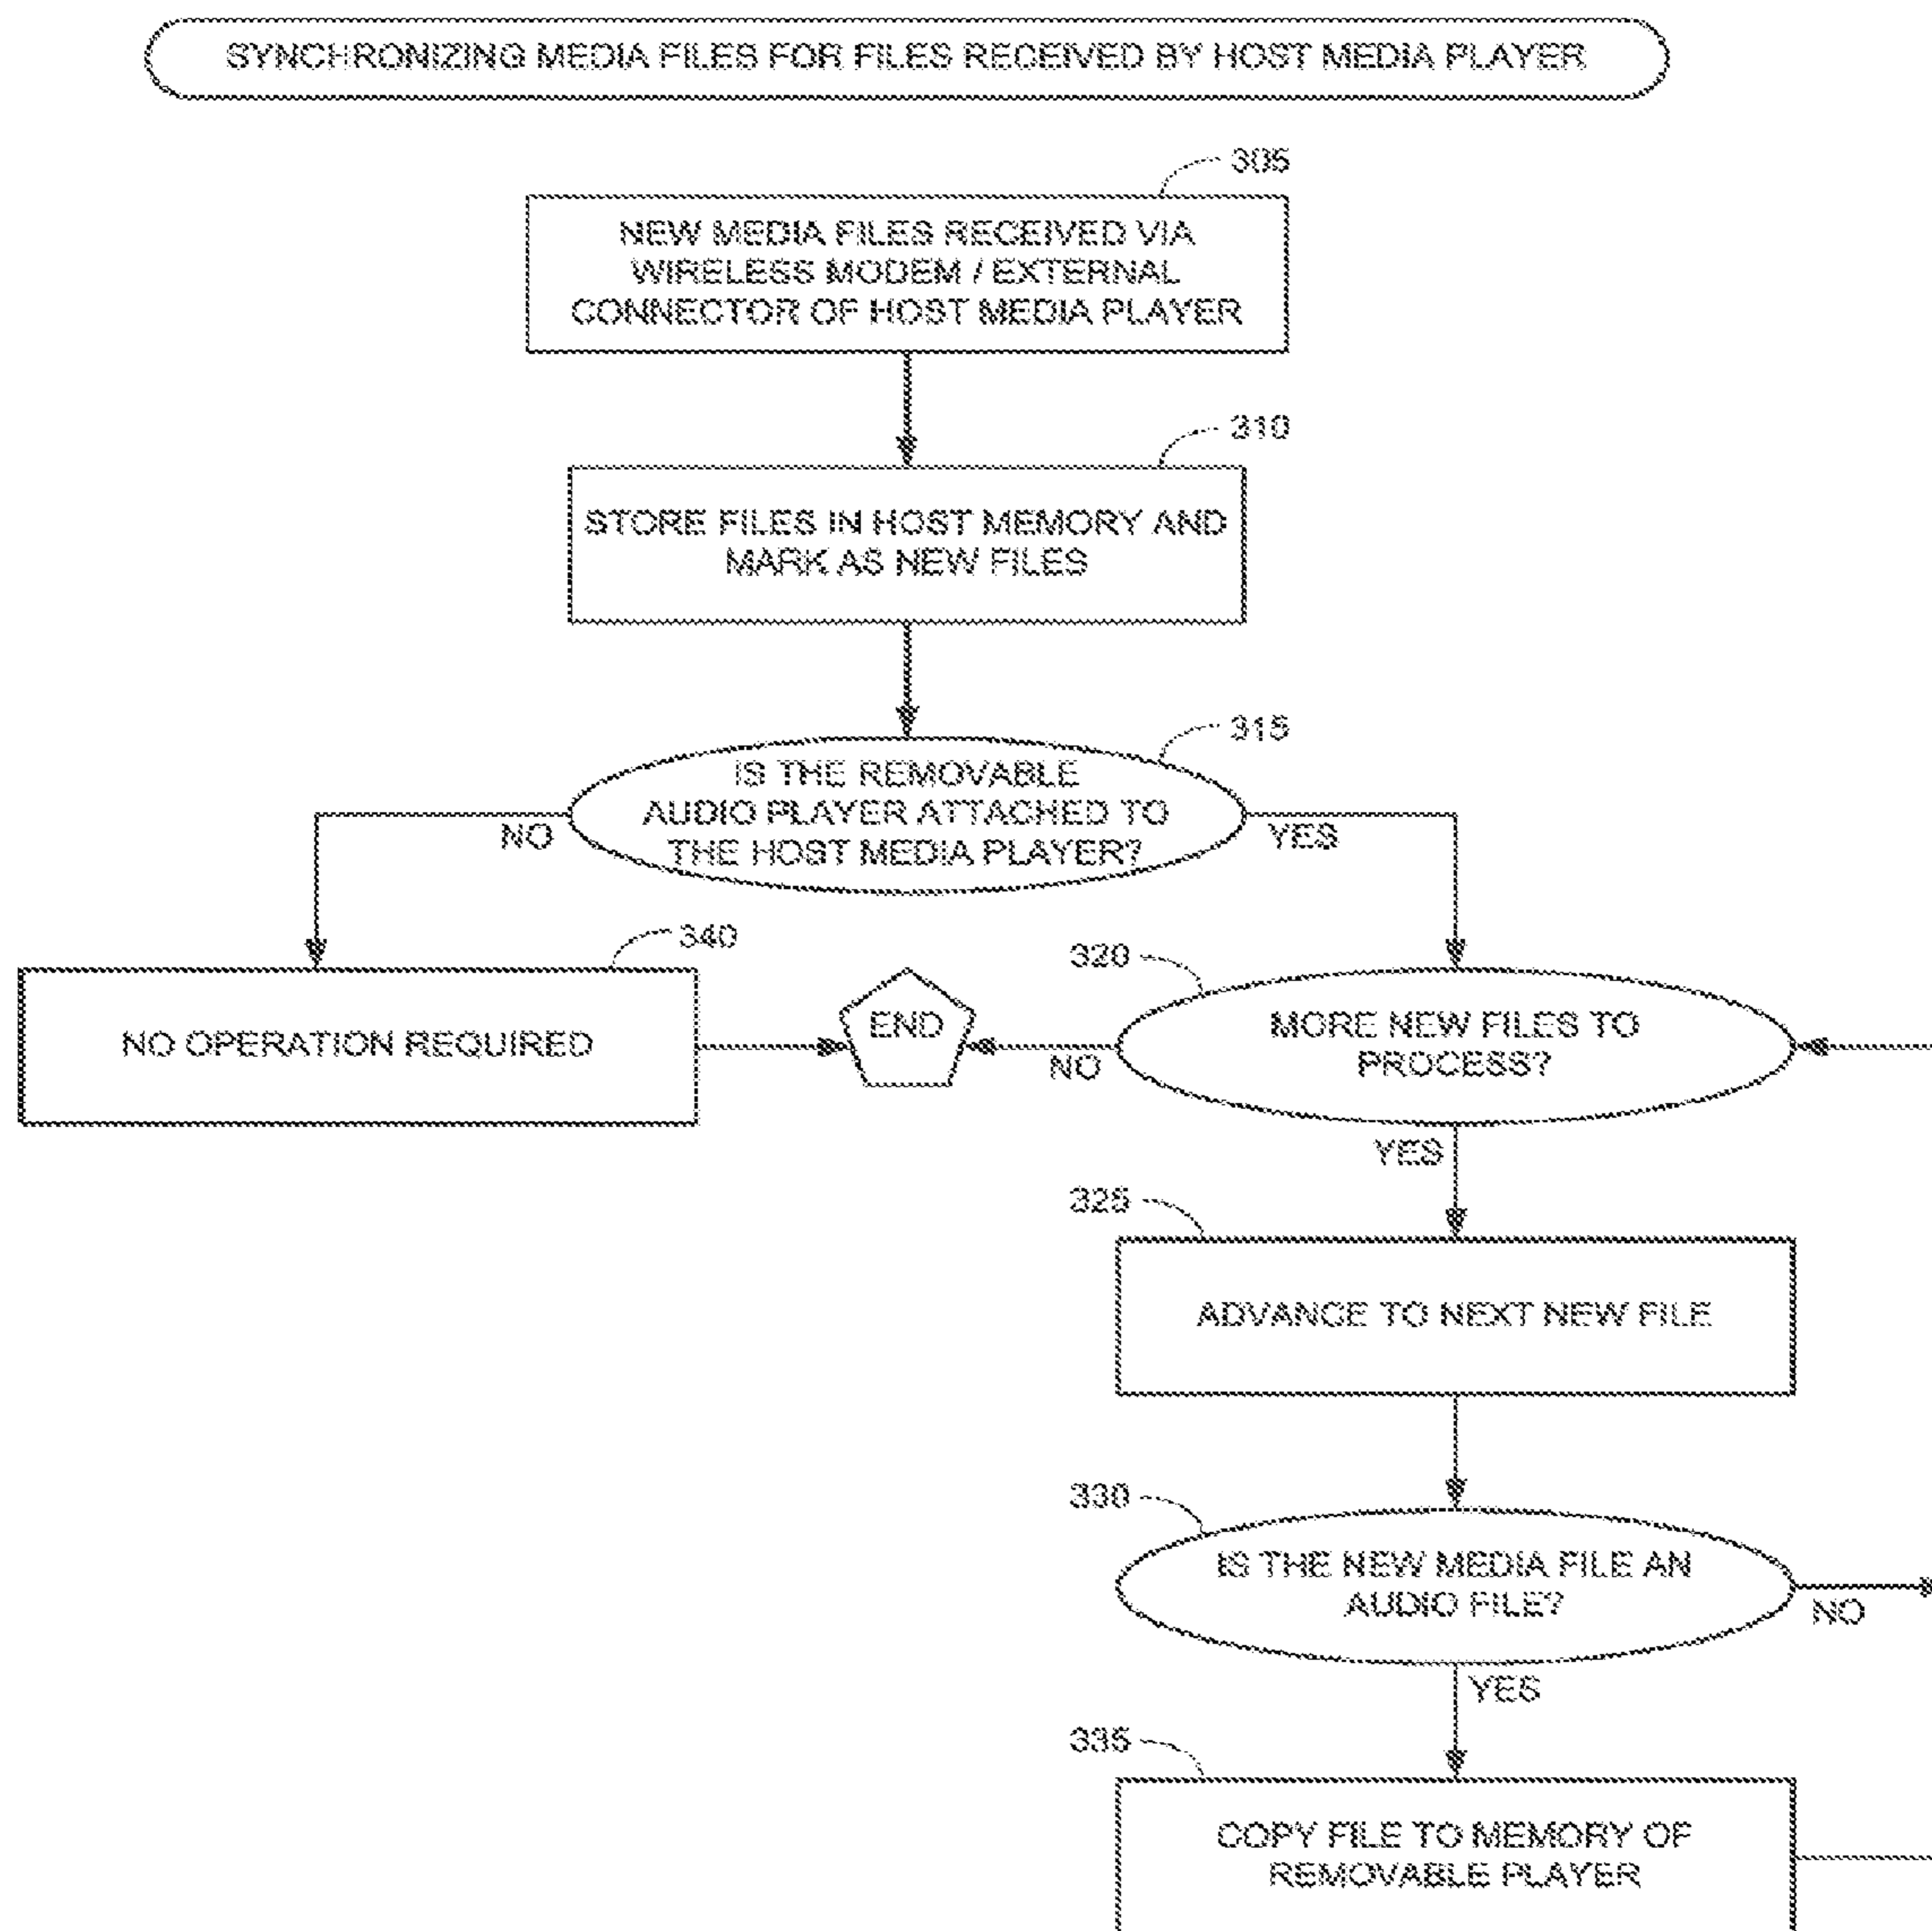 SYNCHRONIZING MEDIA FILES FOR FILES RECEIVED BY HOST MEDIA PLAYER
305
NEW MEDIA FILES RECEIVED VIA
WIRELESS MODEM / EXTERNAL
CONNECTOR OF HOST MEDIA PLAYER
310
STORE FILES IN HOST MEMORY AND
MARK AS NEW FILES
315
IS THE REMOVABLE
AUDIO PLAYER ATTACHED TO
THE HOST MEDIA PLAYER?
NO
YES
340
NO OPERATION REQUIRED
END
320
MORE NEW FILES TO
PROCESS?
NO
YES
325
ADVANCE TO NEXT NEW FILE
330
IS THE NEW MEDIA FILE AN
AUDIO FILE?
NO
YES
335
COPY FILE TO MEMORY OF
REMOVABLE PLAYER